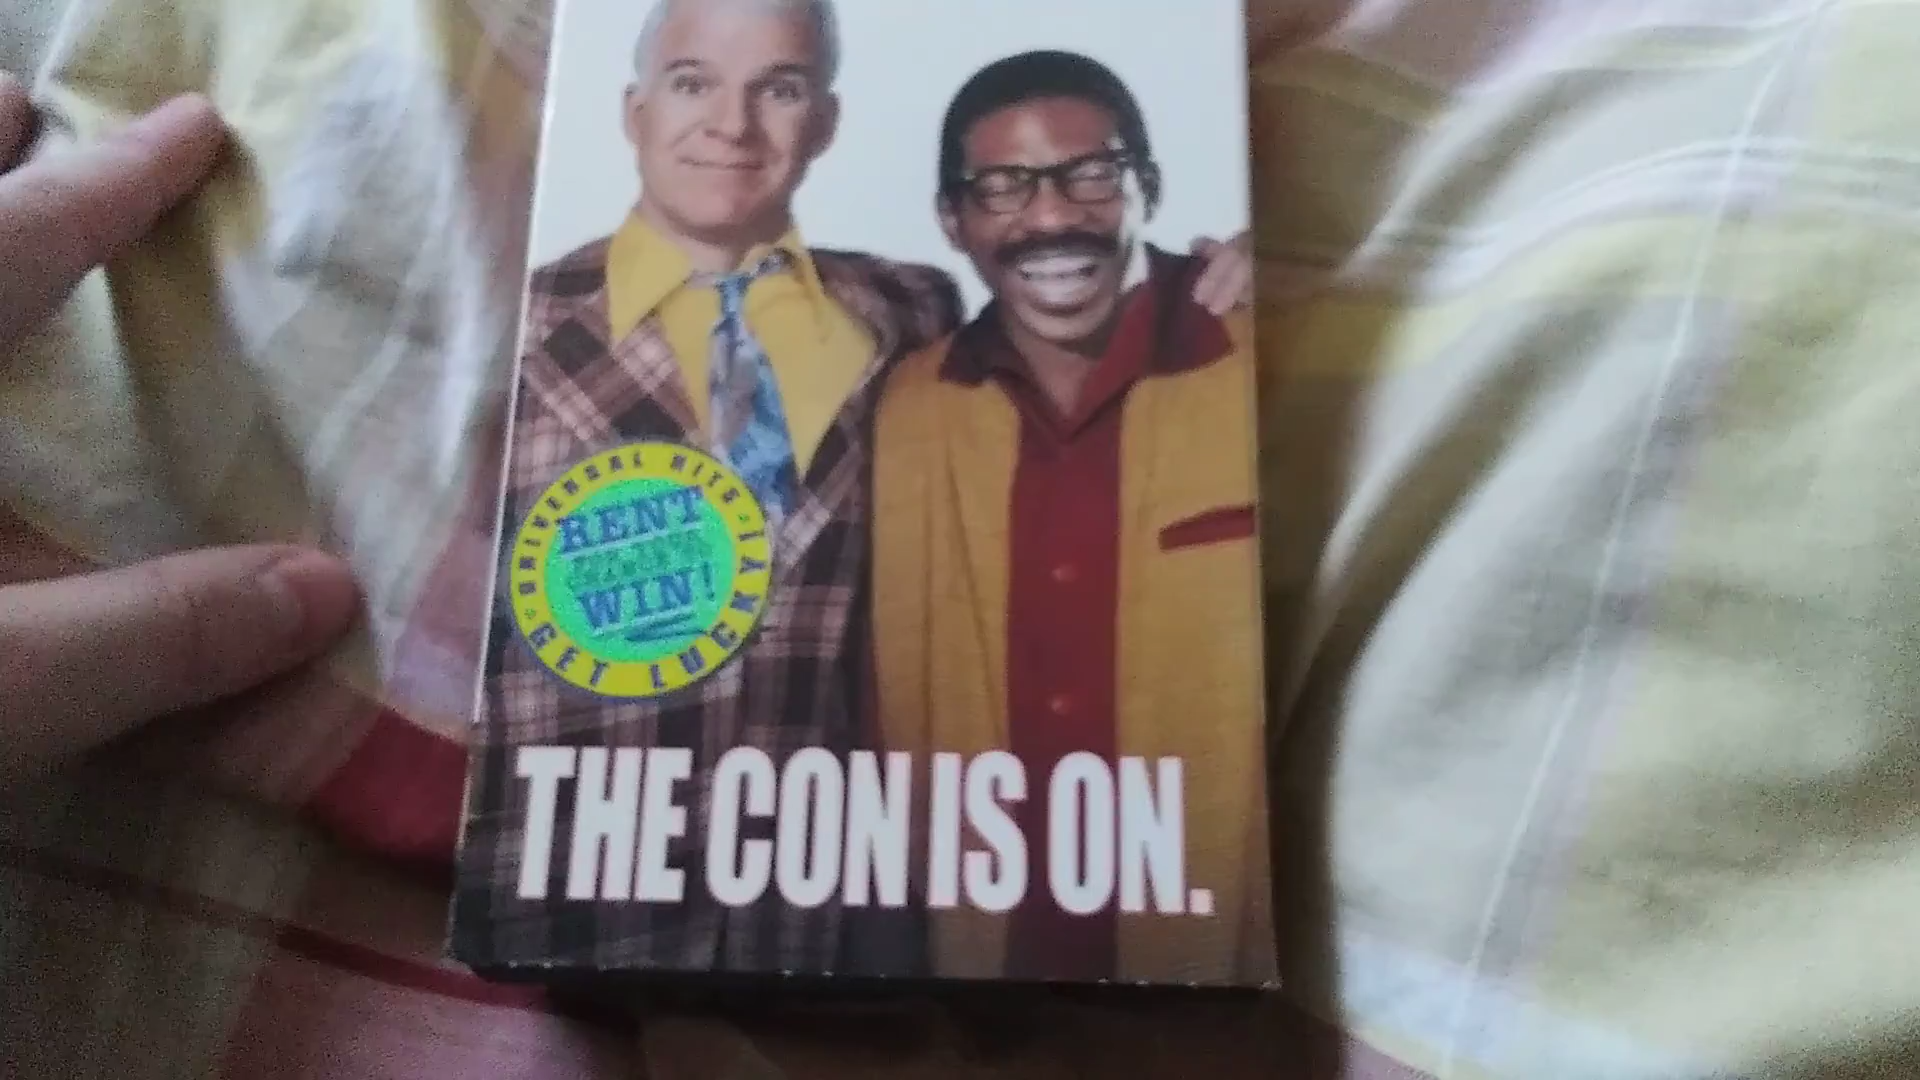 UNIVERSAL HITS
RENT
WIN!
GET LUCKY
THE CON IS ON.